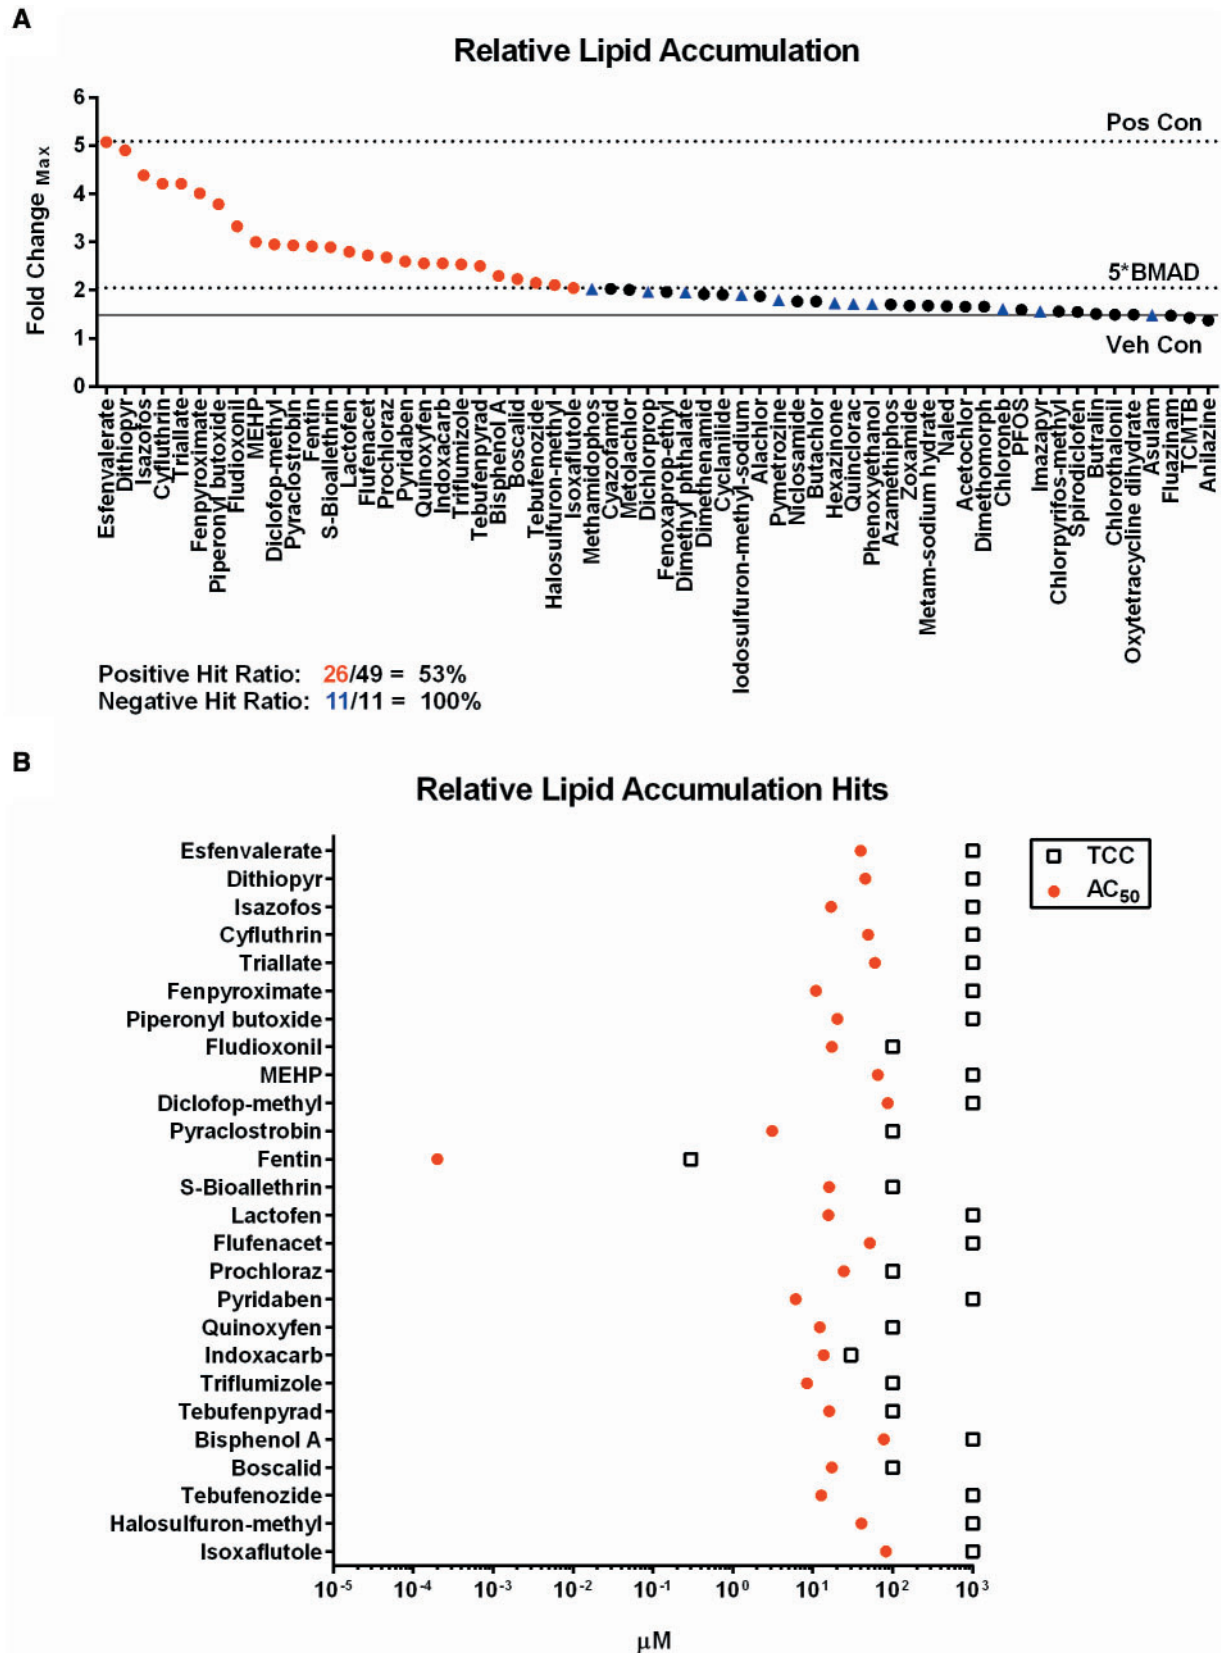 A
Relative Lipid Accumulation
Fold Change Max
6
5
4
3
2
1
0
Pos Con
5*BMAD
Veh Con
Esfenvalerate
Dithiopyr
Isazofos
Cyfluthrin
Triallate
Fenpyroximate
Piperonyl butoxide
Fludioxonil
MEHP
Diclofop-methyl
Pyraclostrobin
Fentin
S-Bioallethrin
Lactofen
Flufenacet
Prochloraz
Pyridaben
Quinoxyfen
Indoxacarb
Triflumizole
Tebufenpyrad
Bisphenol A
Boscalid
Tebufenozide
Halosulfuron-methyl
Isoxaflutole
Methamidophos
Cyazofamid
Metolachlor
Dichlorprop
Fenoxaprop-ethyl
Dimethyl phthalate
Dimethenamid
Cyclanilide
Iodosulfuron-methyl-sodium
Alachlor
Pymetrozine
Niclosamide
Butachlor
Hexazinone
Quinclorac
Phenoxyethanol
Azamethiphos
Zoxamide
Metam-sodium hydrate
Naled
Acetochlor
Dimethomorph
Chloroneb
PFOS
Imazapyr
Chlorpyrifos-methyl
Spirodiclofen
Butralin
Chlorothalonil
Oxytetracycline dihydrate
Asulam
Fluazinam
TCMTB
Anilazine
Positive Hit Ratio: 26/49 = 53%
Negative Hit Ratio: 11/11 = 100%
B
Relative Lipid Accumulation Hits
Esfenvalerate
Dithiopyr
Isazofos
Cyfluthrin
Triallate
Fenpyroximate
Piperonyl butoxide
Fludioxonil
MEHP
Diclofop-methyl
Pyraclostrobin
Fentin
S-Bioallethrin
Lactofen
Flufenacet
Prochloraz
Pyridaben
Quinoxyfen
Indoxacarb
Triflumizole
Tebufenpyrad
Bisphenol A
Boscalid
Tebufenozide
Halosulfuron-methyl
Isoxaflutole
TCC
AC50
10-5 10-4 10-3 10-2 10-1 100 101 102 103
μM